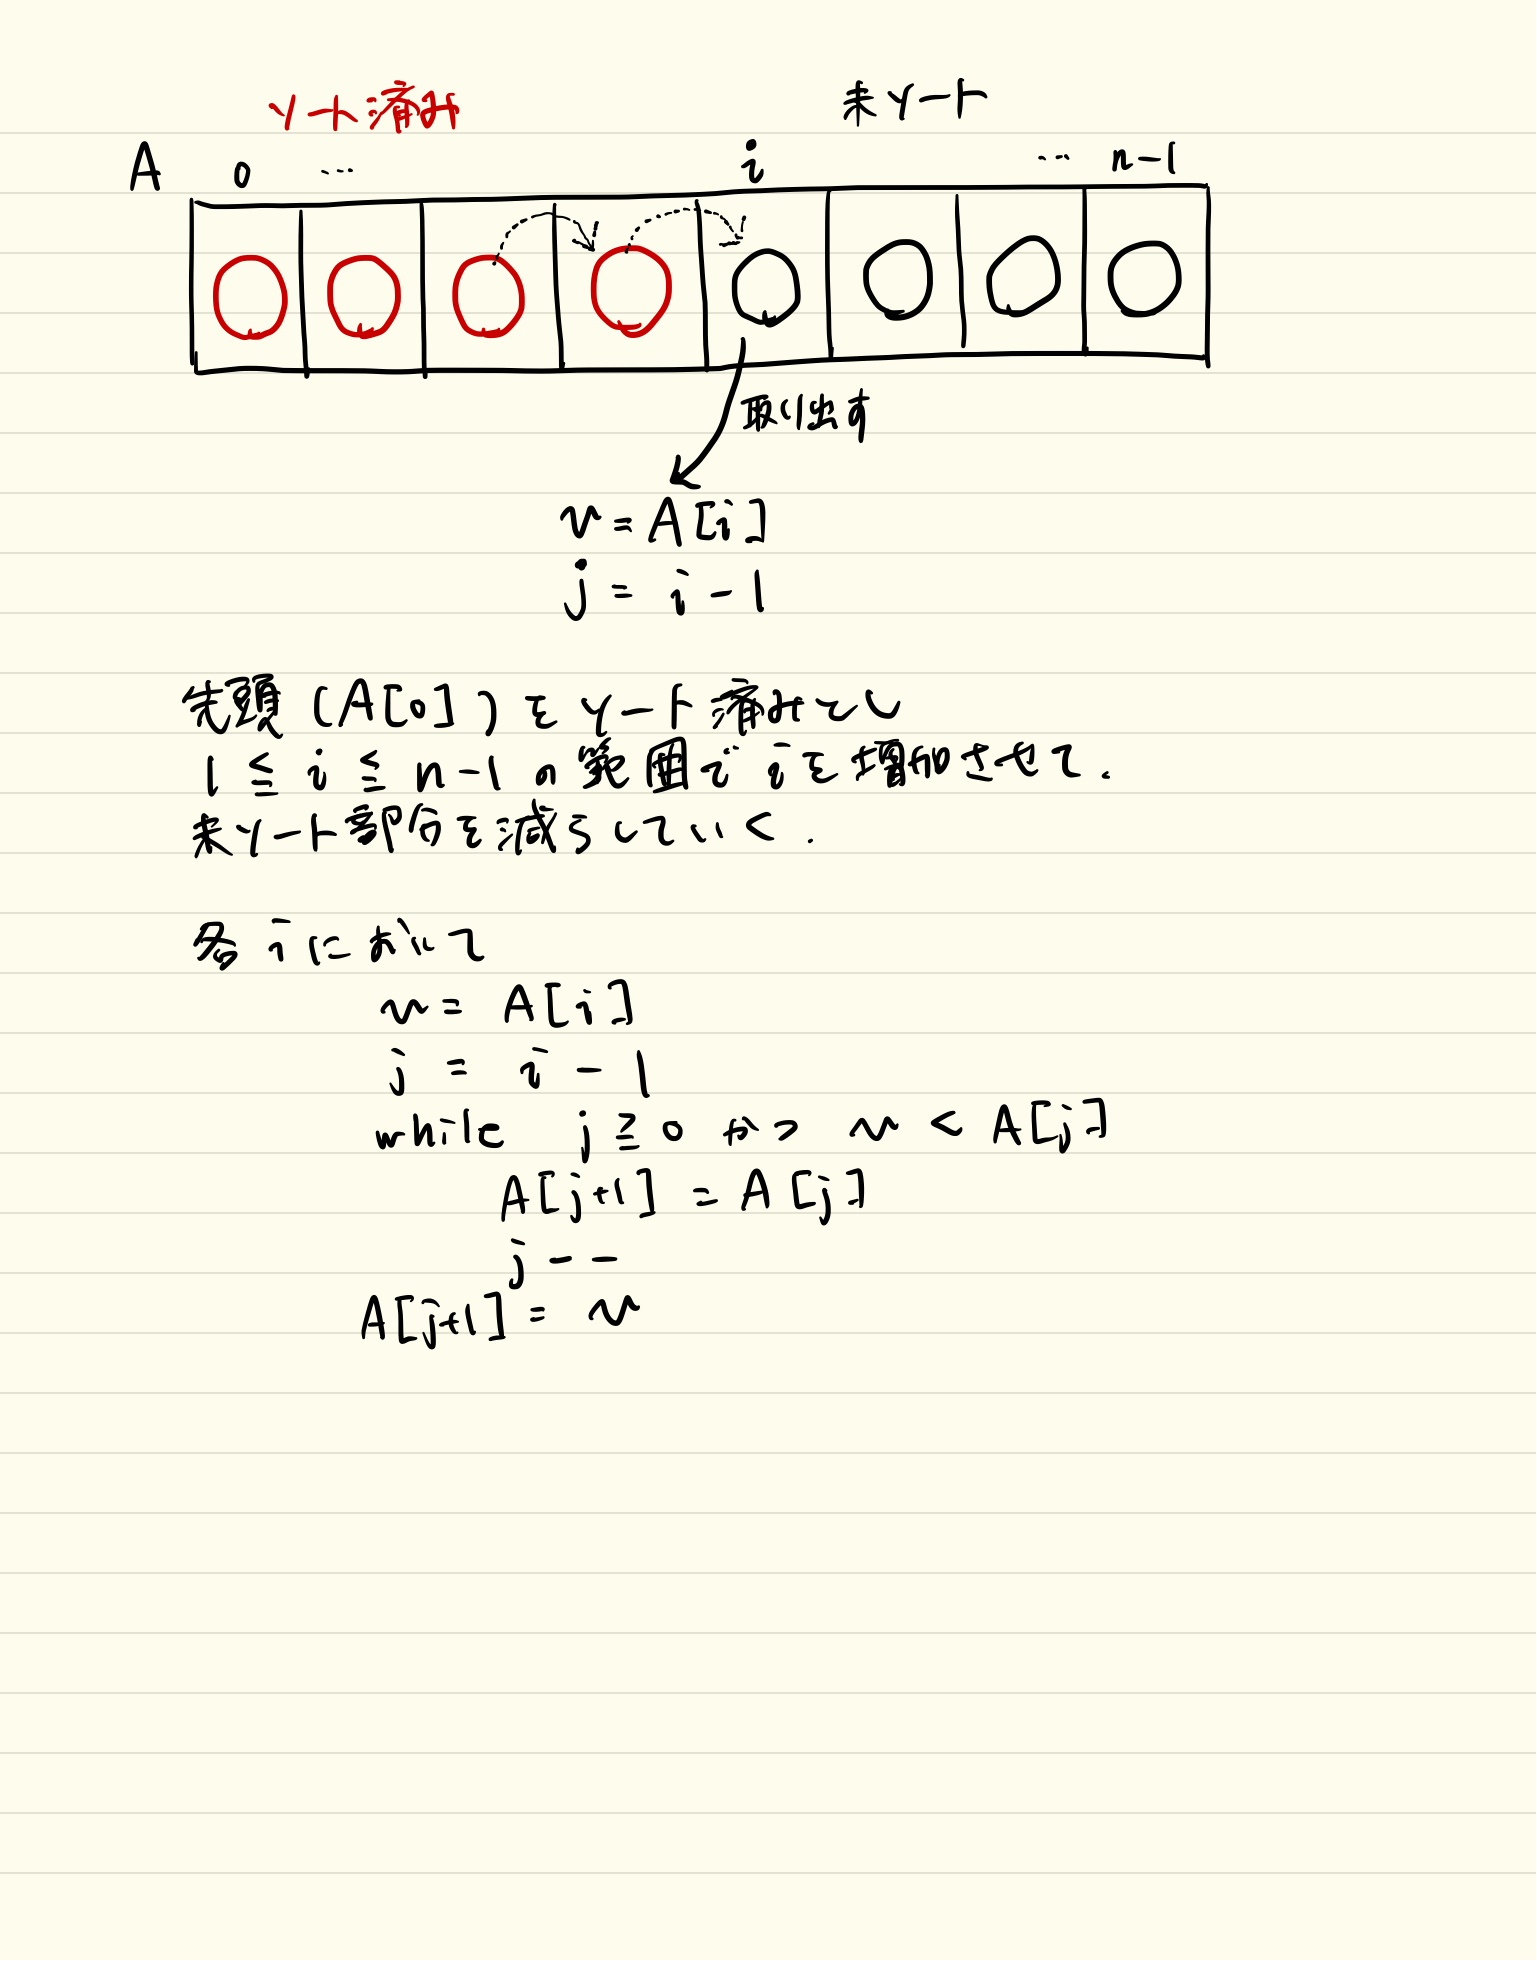 ソート済み 未ソート
A 0 ... i ... n-1
取り出す
v = A[i]
j = i - 1
先頭 (A[0]) をソート済みとし
1 ≦ i ≦ n-1 の範囲で i を増加させて.
未ソート部分を減らしていく.
各 i において
v = A[i]
j = i - 1
while j ≧ 0 かつ v < A[j]
A[j+1] = A[j]
j--
A[j+1] = v